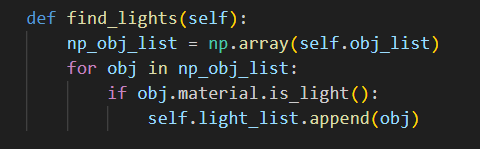 def find_lights(self):
    np_obj_list = np.array(self.obj_list)
    for obj in np_obj_list:
        if obj.material.is_light():
            self.light_list.append(obj)